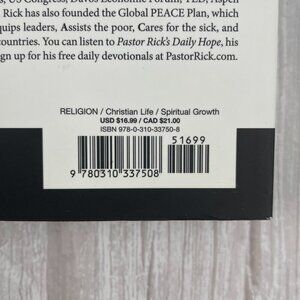 US Congress, Davos Economic Forum, TED, Aspen
Rick has also founded the Global PEACE Plan, which
quips leaders, Assists the poor, Cares for the sick, and
countries. You can listen to Pastor Rick's Daily Hope, his
gn up for his free daily devotionals at PastorRick.com.
RELIGION / Christian Life / Spiritual Growth
USD $16.99 / CAD $21.00
ISBN 978-0-310-33750-8
51699
9 780310 337508